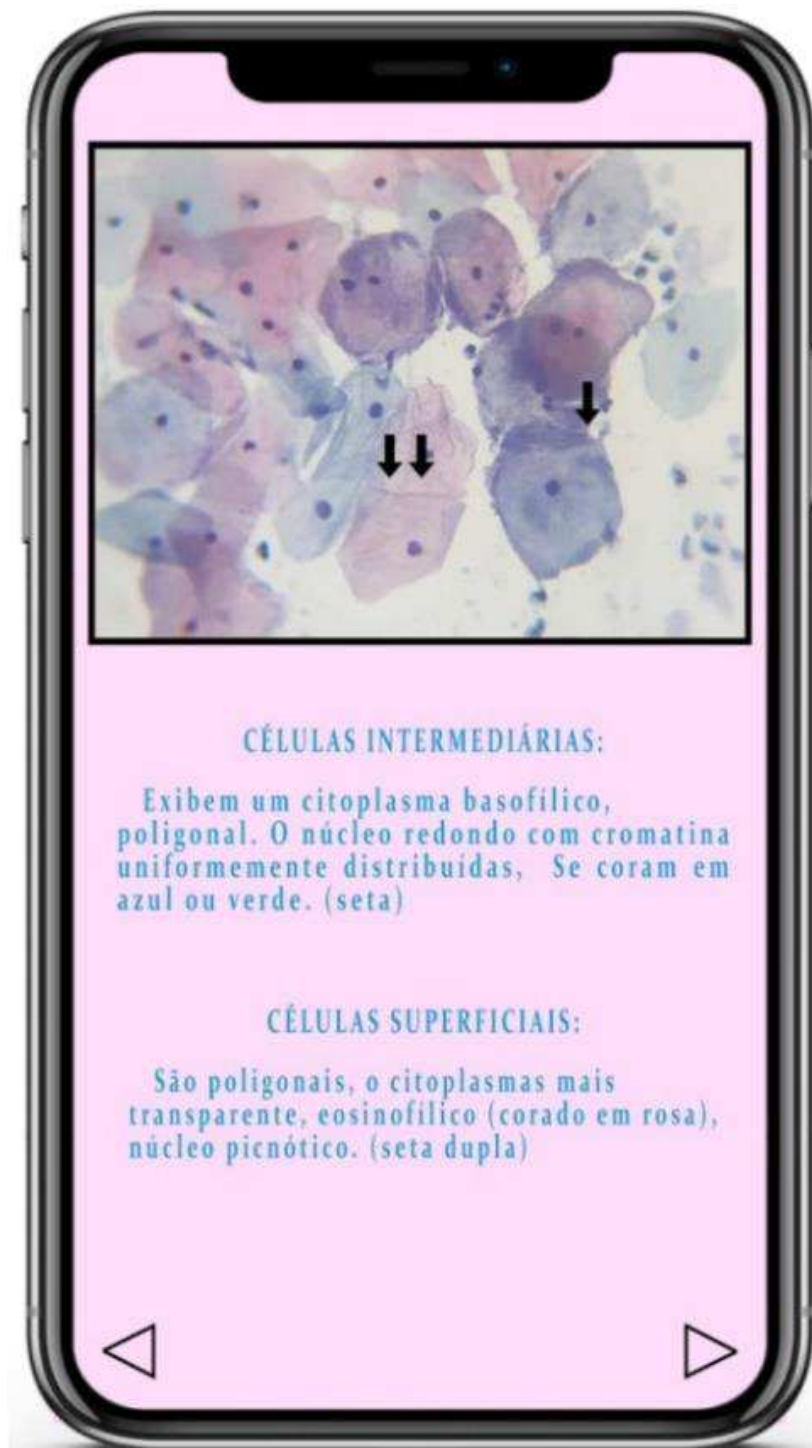 CÉLULAS INTERMEDIÁRIAS:
Exibem um citoplasma basofílico,
poligonal. O núcleo redondo com cromatina
uniformemente distribuídas, Se coram em
azul ou verde. (seta)
CÉLULAS SUPERFICIAIS:
São poligonais, o citoplasmas mais
transparente, eosinofílico (corado em rosa),
núcleo picnótico. (seta dupla)